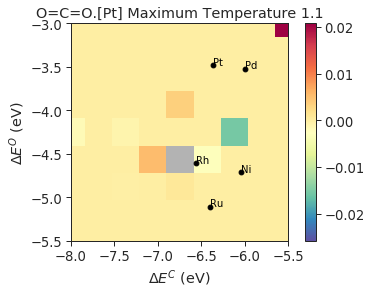 O=C=O.[Pt] Maximum Temperature 1.1
−3.0
−3.5
−4.0
−4.5
−5.0
−5.5
ΔE^O (eV)
Pt
Pd
Rh
Ni
Ru
−8.0 −7.5 −7.0 −6.5 −6.0 −5.5
ΔE^C (eV)
0.02
0.01
0.00
−0.01
−0.02